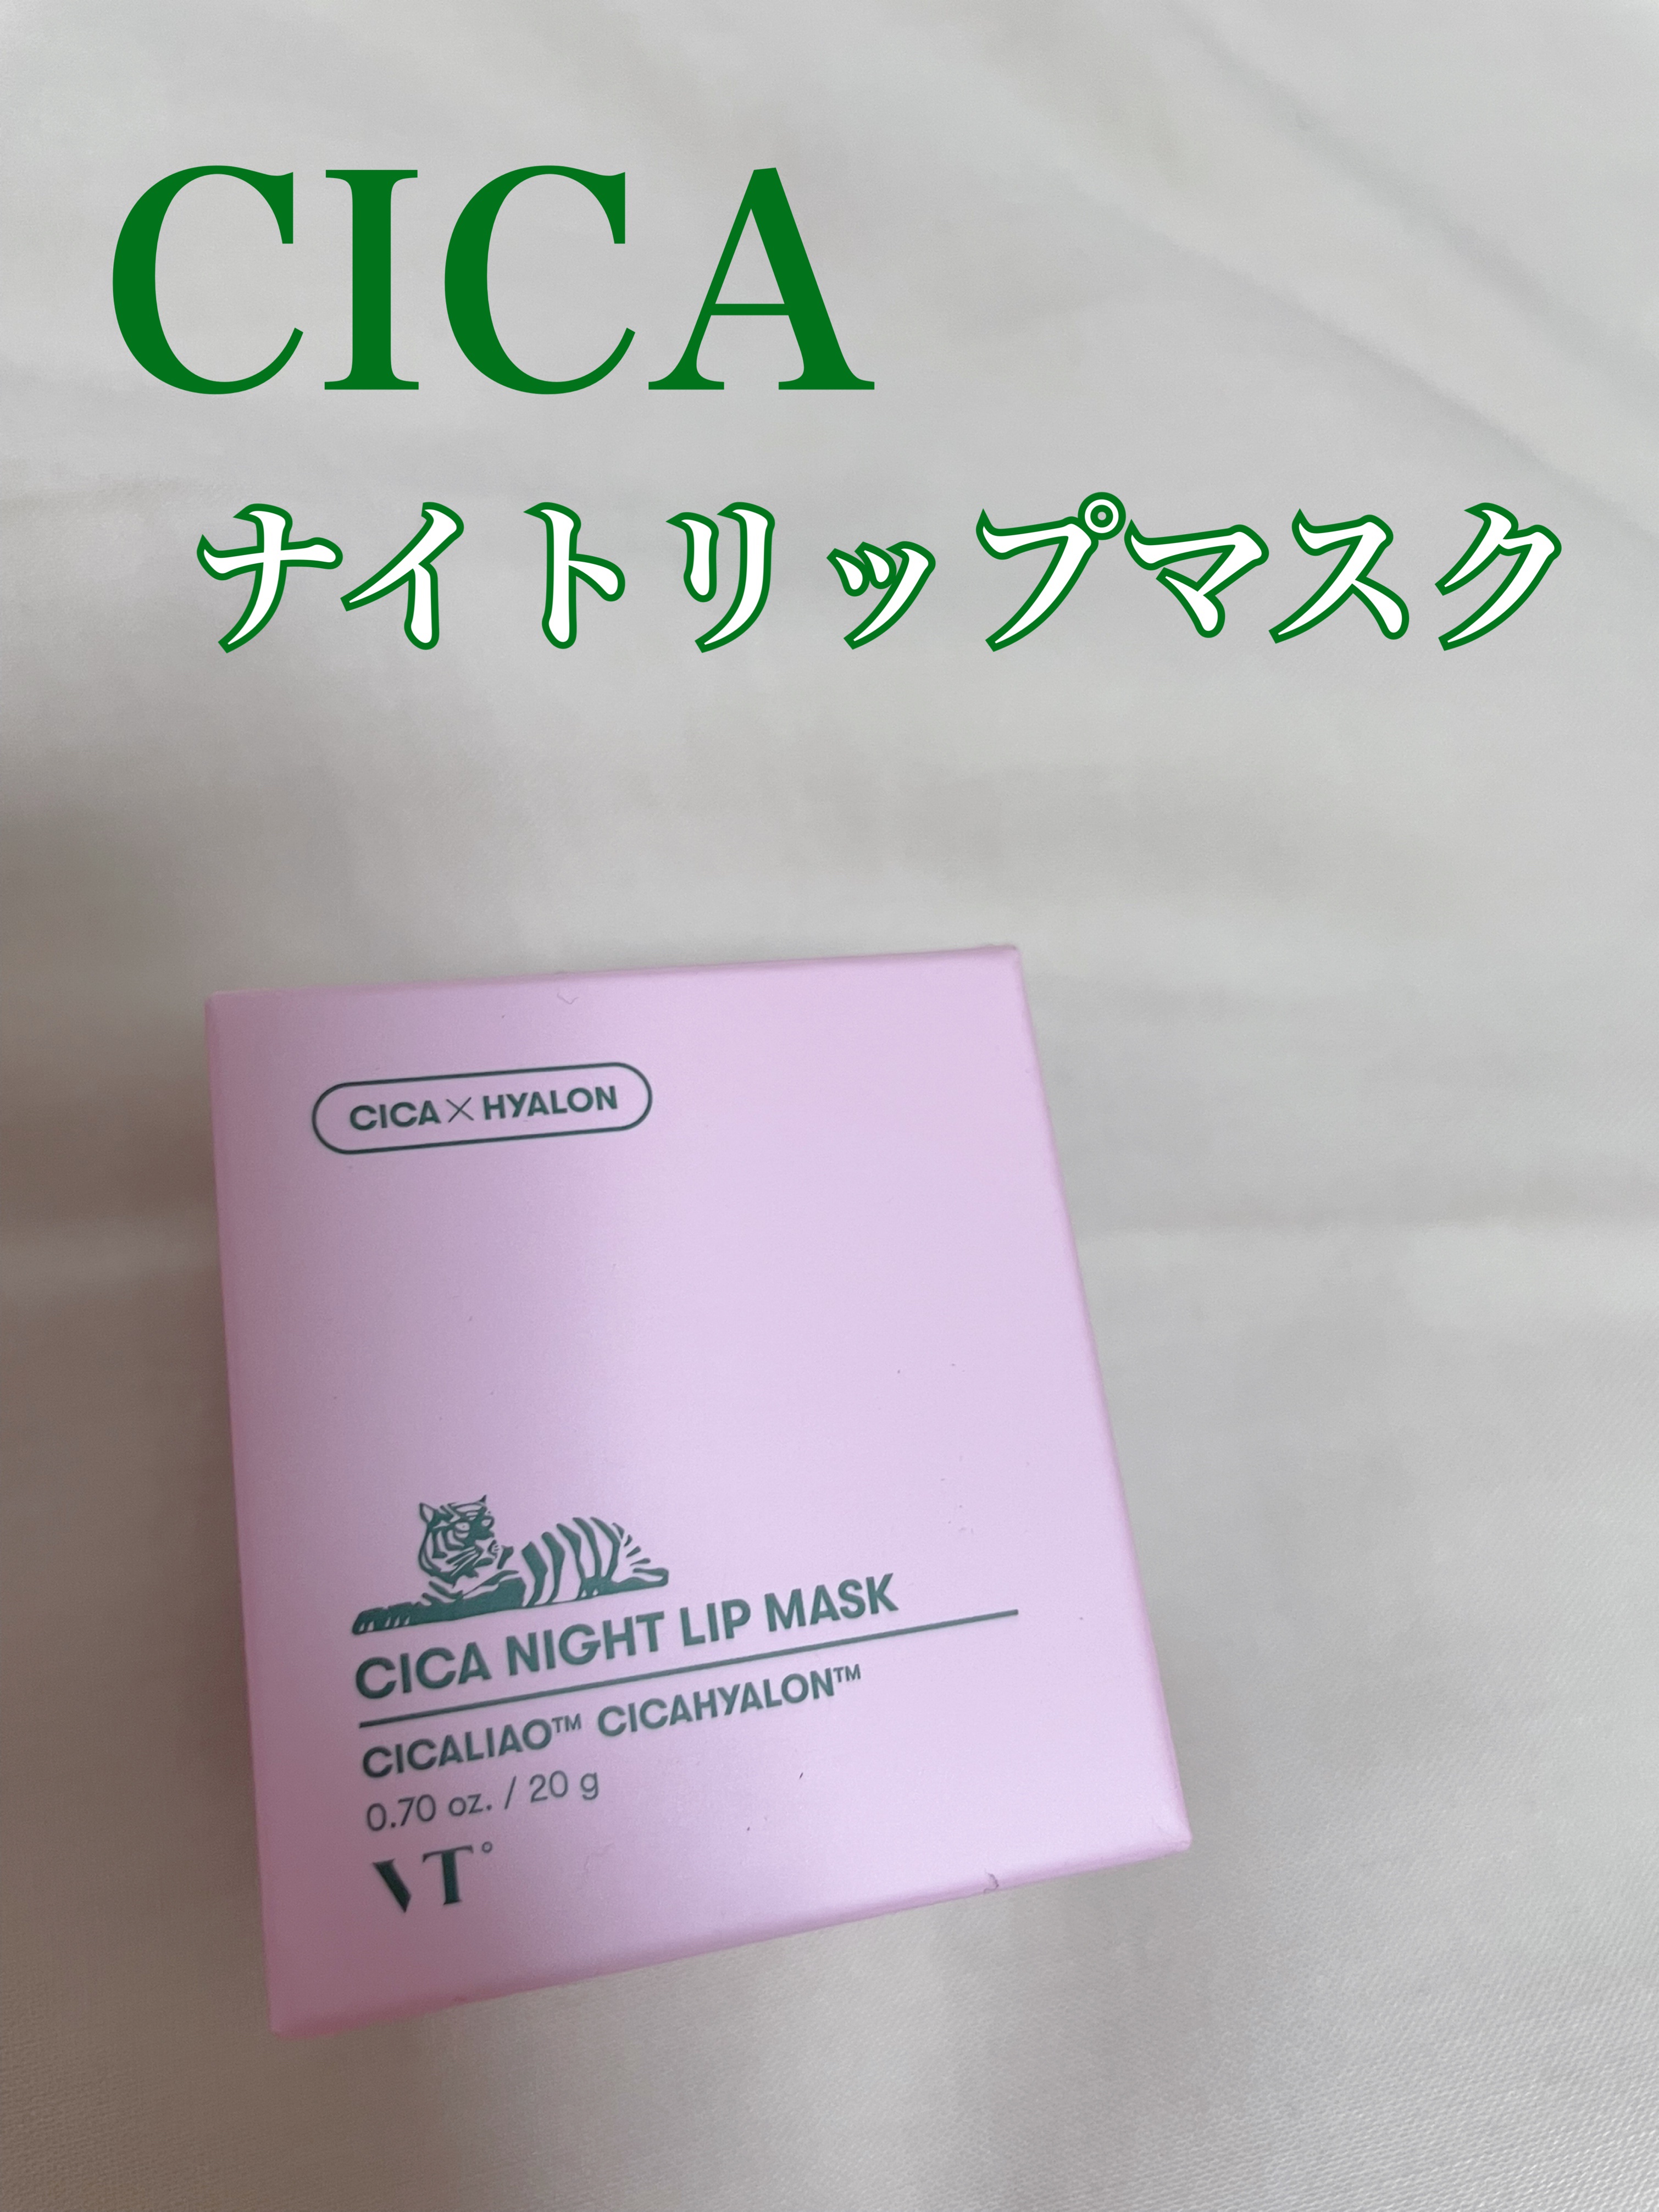 CICA
ナイトリップマスク
CICA×HYALON
CICA NIGHT LIP MASK
CICALIAO™ CICAHYALON™
0.70 oz. / 20 g
VT°